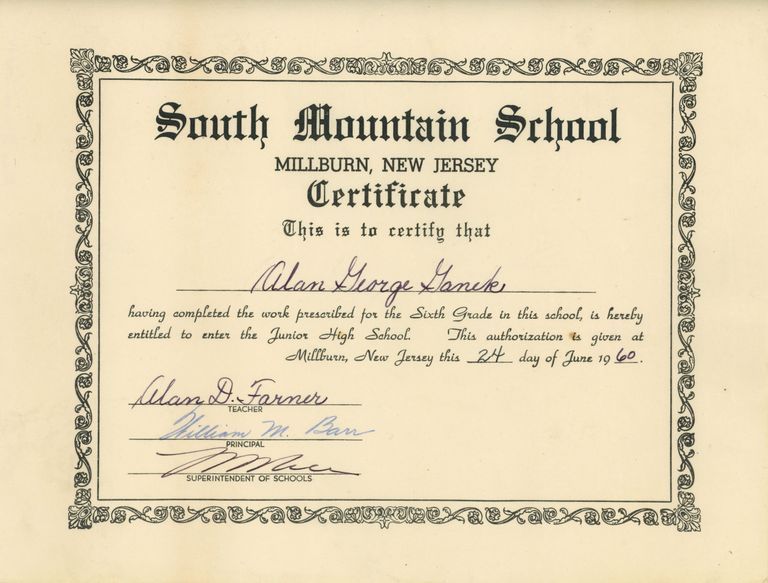 South Mountain School
MILLBURN, NEW JERSEY
Certificate
This is to certify that
Alan George Ganek
having completed the work prescribed for the Sixth Grade in this school, is hereby
entitled to enter the Junior High School. This authorization is given at
Millburn, New Jersey this 24 day of June 1960.
Alan D. Farner
TEACHER
William M. Barr
PRINCIPAL
SUPERINTENDENT OF SCHOOLS